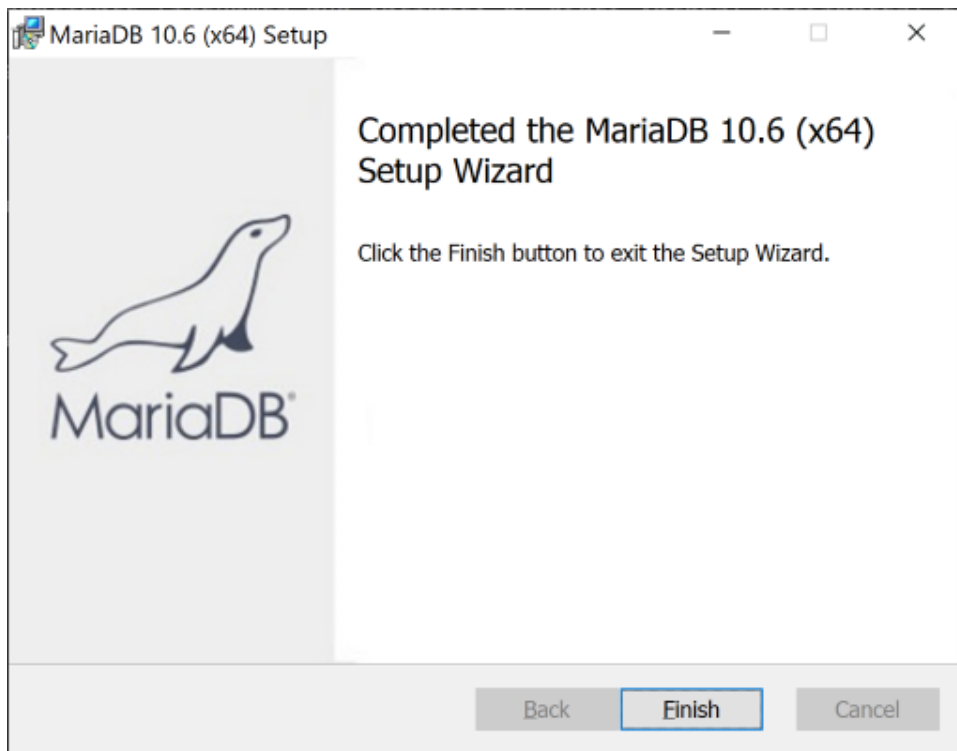 MariaDB 10.6 (x64) Setup
Completed the MariaDB 10.6 (x64)
Setup Wizard
Click the Finish button to exit the Setup Wizard.
MariaDB®
Back
Finish
Cancel